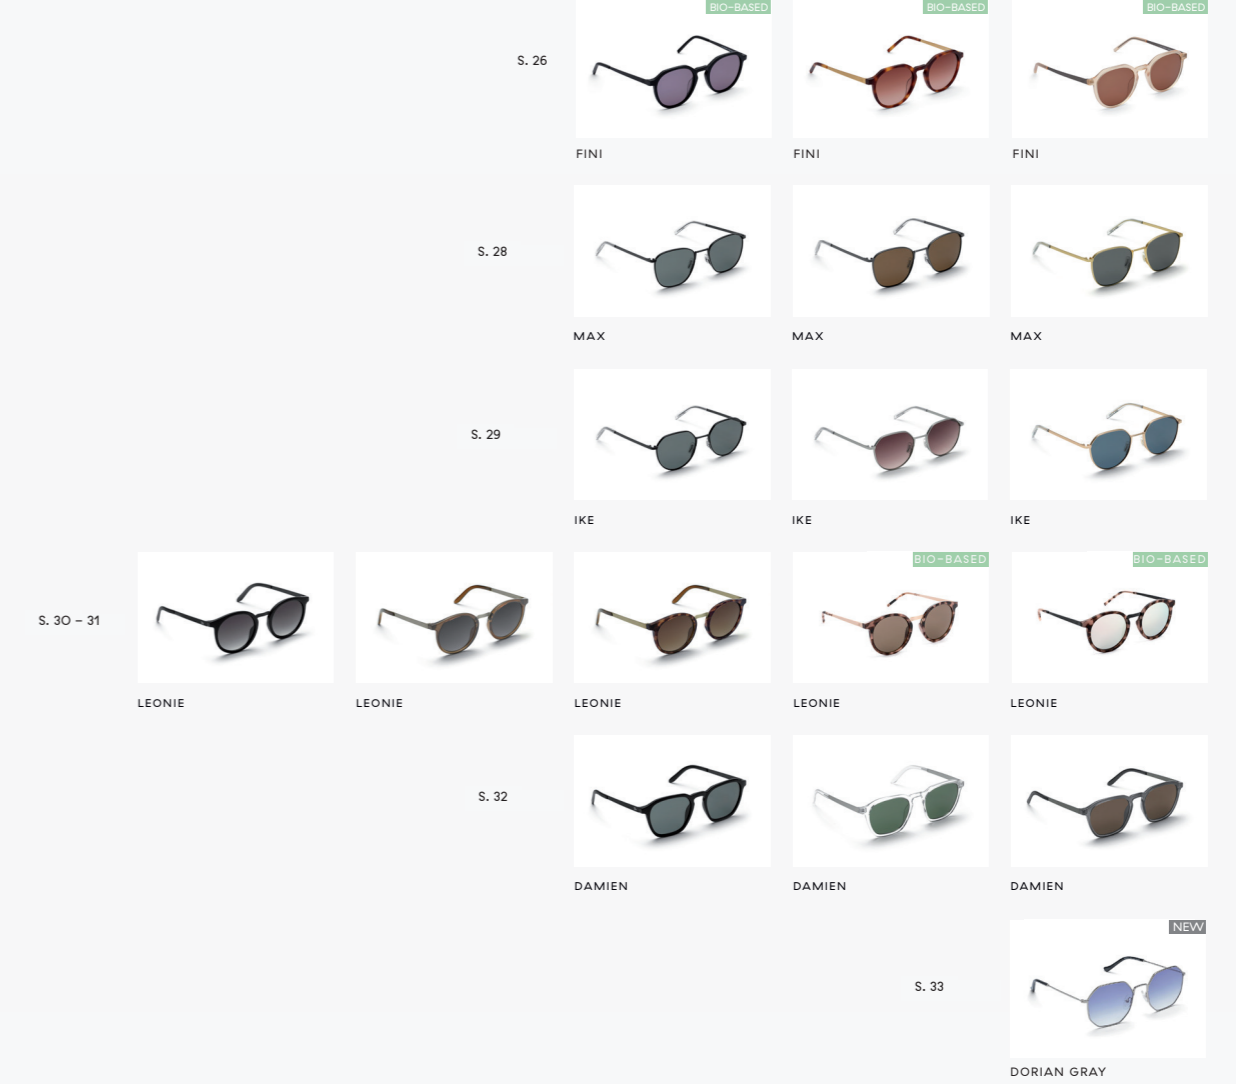 BIO-BASED BIO-BASED BIO-BASED
S. 26
FINI FINI FINI
S. 28
MAX MAX MAX
S. 29
IKE IKE IKE
BIO-BASED BIO-BASED
S. 30 - 31
LEONIE LEONIE LEONIE LEONIE LEONIE
S. 32
DAMIEN DAMIEN DAMIEN
NEW
S. 33
DORIAN GRAY